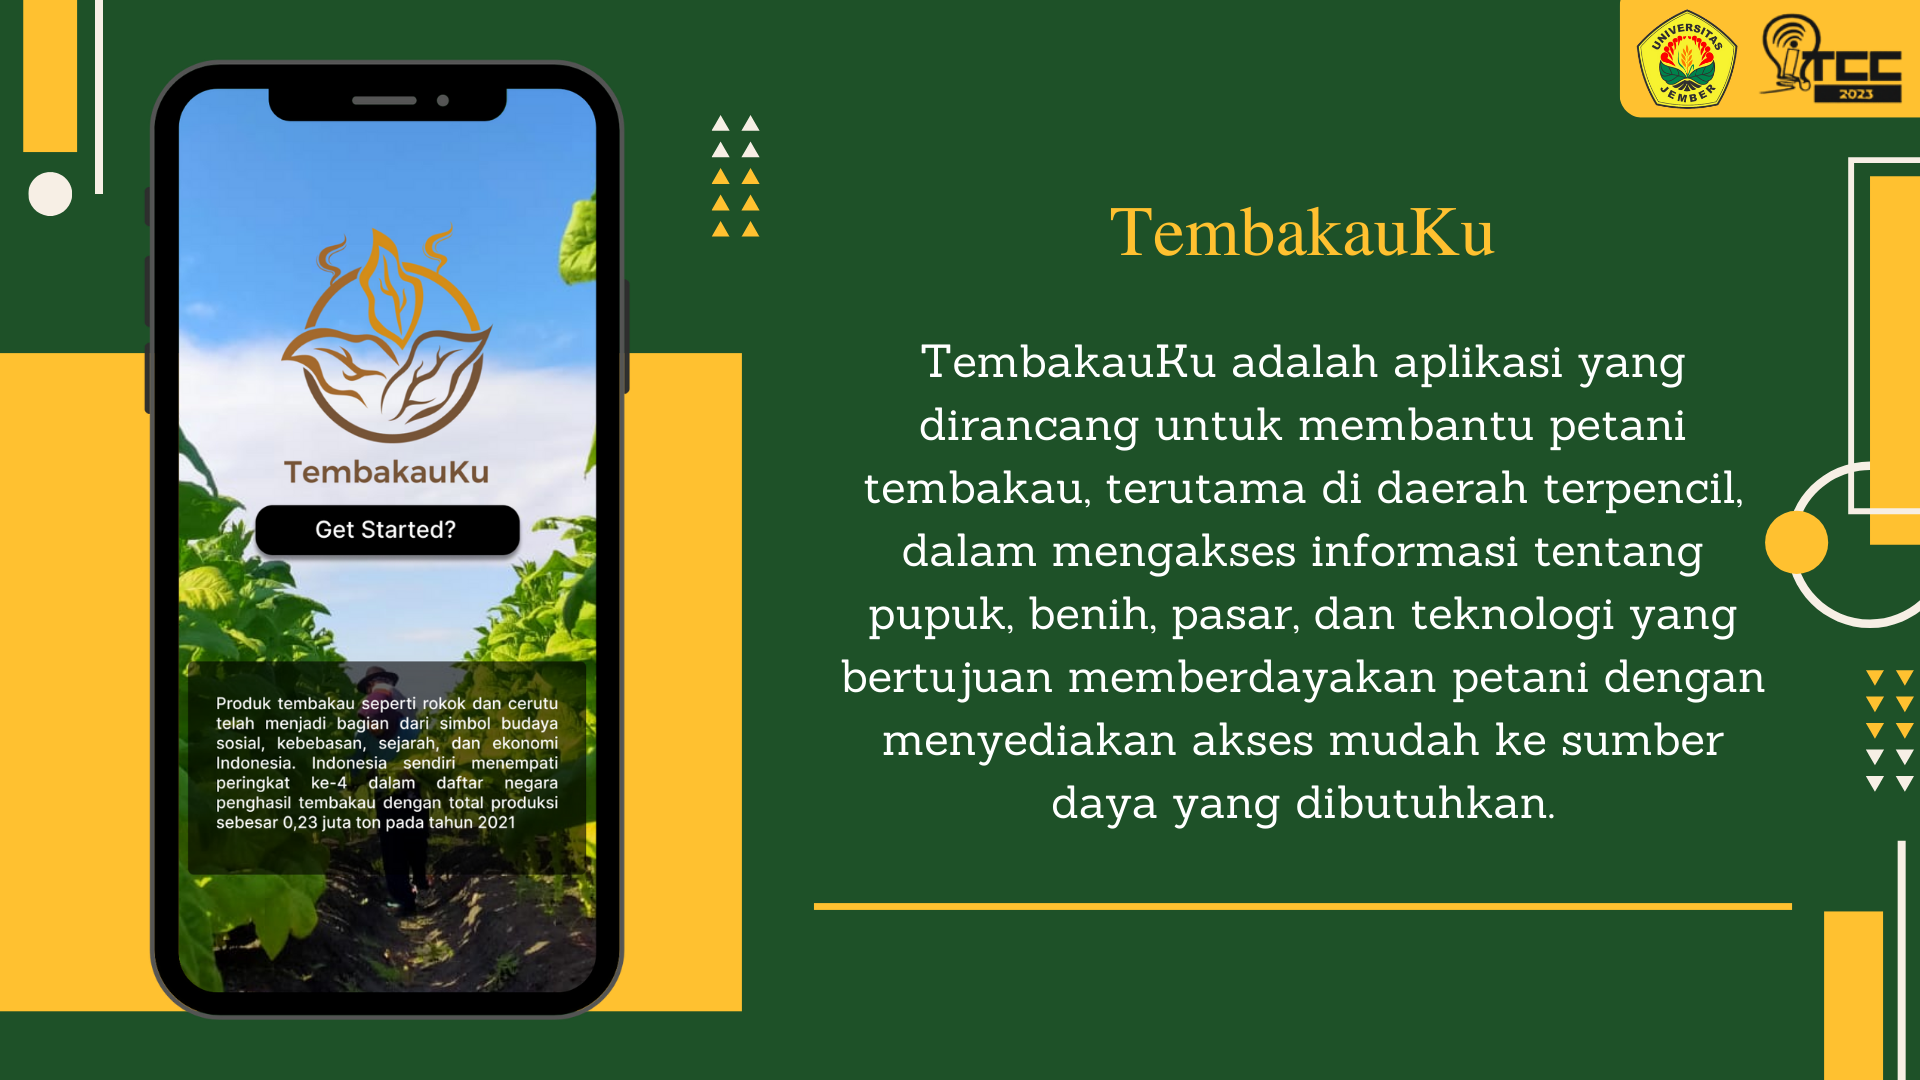 UNIVERSITAS
JEMBER
ITCC
2023
TembakauKu
Get Started?
Produk tembakau seperti rokok dan cerutu
telah menjadi bagian dari simbol budaya
sosial, kebebasan, sejarah, dan ekonomi
Indonesia. Indonesia sendiri menempati
peringkat ke-4 dalam daftar negara
penghasil tembakau dengan total produksi
sebesar 0,23 juta ton pada tahun 2021
TembakauKu
TembakauKu adalah aplikasi yang
dirancang untuk membantu petani
tembakau, terutama di daerah terpencil,
dalam mengakses informasi tentang
pupuk, benih, pasar, dan teknologi yang
bertujuan memberdayakan petani dengan
menyediakan akses mudah ke sumber
daya yang dibutuhkan.